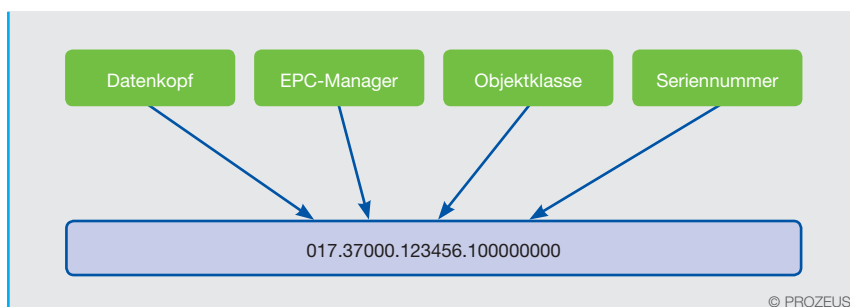 Datenkopf EPC-Manager Objektklasse Seriennummer
017.37000.123456.100000000
© PROZEUS